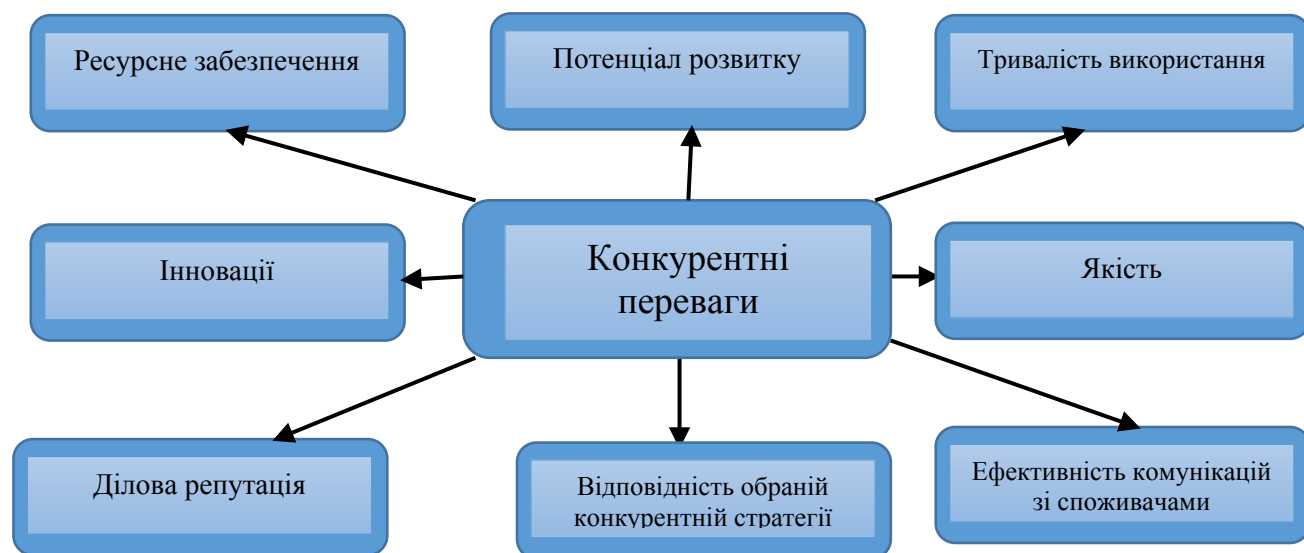 Ресурсне забезпечення
Потенціал розвитку
Тривалість використання
Інновації
Конкурентні
переваги
Якість
Ділова репутація
Відповідність обраній
конкурентній стратегії
Ефективність комунікацій
зі споживачами